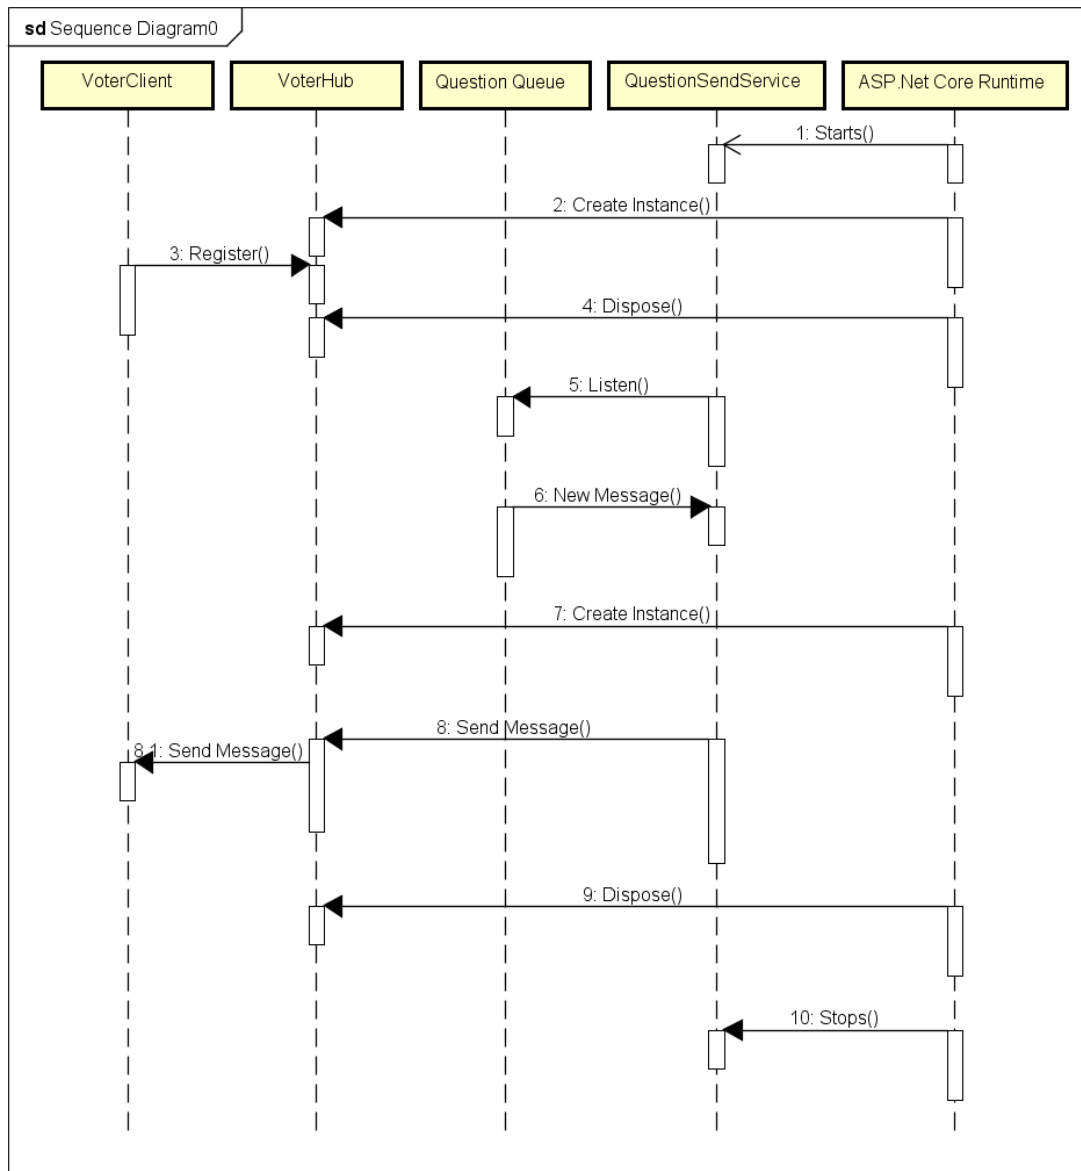 sd Sequence Diagram0
VoterClient
VoterHub
Question Queue
QuestionSendService
ASP.Net Core Runtime
1: Starts()
2: Create Instance()
3: Register()
4: Dispose()
5: Listen()
6: New Message()
7: Create Instance()
8: Send Message()
8.1: Send Message()
9: Dispose()
10: Stops()